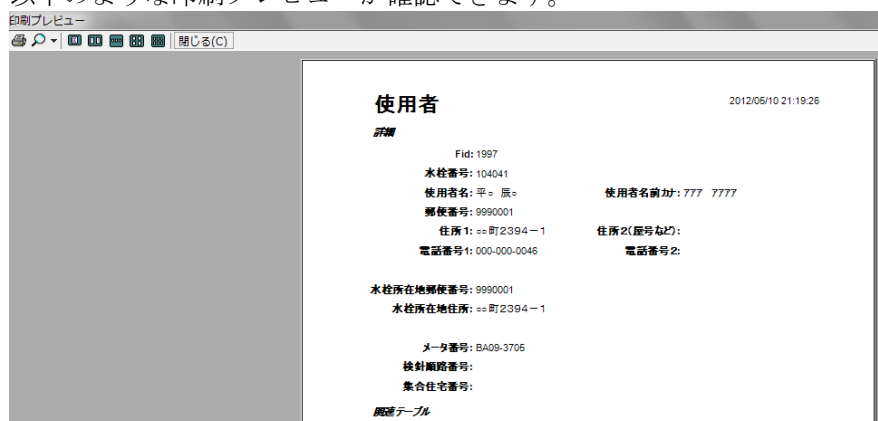 以下のような印刷プレビューが確認できます。
印刷プレビュー
閉じる(C)
使用者 2012/05/10 21:19:26
詳細
Fid: 1997
水栓番号: 104041
使用者名: 平○ 辰○ 使用者名前カナ: ｱｱｱ ｱｱｱｱ
郵便番号: 9990001
住所1: ○○町2394－1 住所2(屋号など):
電話番号1: 000-000-0046 電話番号2:
水栓所在地郵便番号: 9990001
水栓所在地住所: ○○町2394－1
メータ番号: BA09-3705
検針順路番号:
集合住宅番号:
関連テーブル